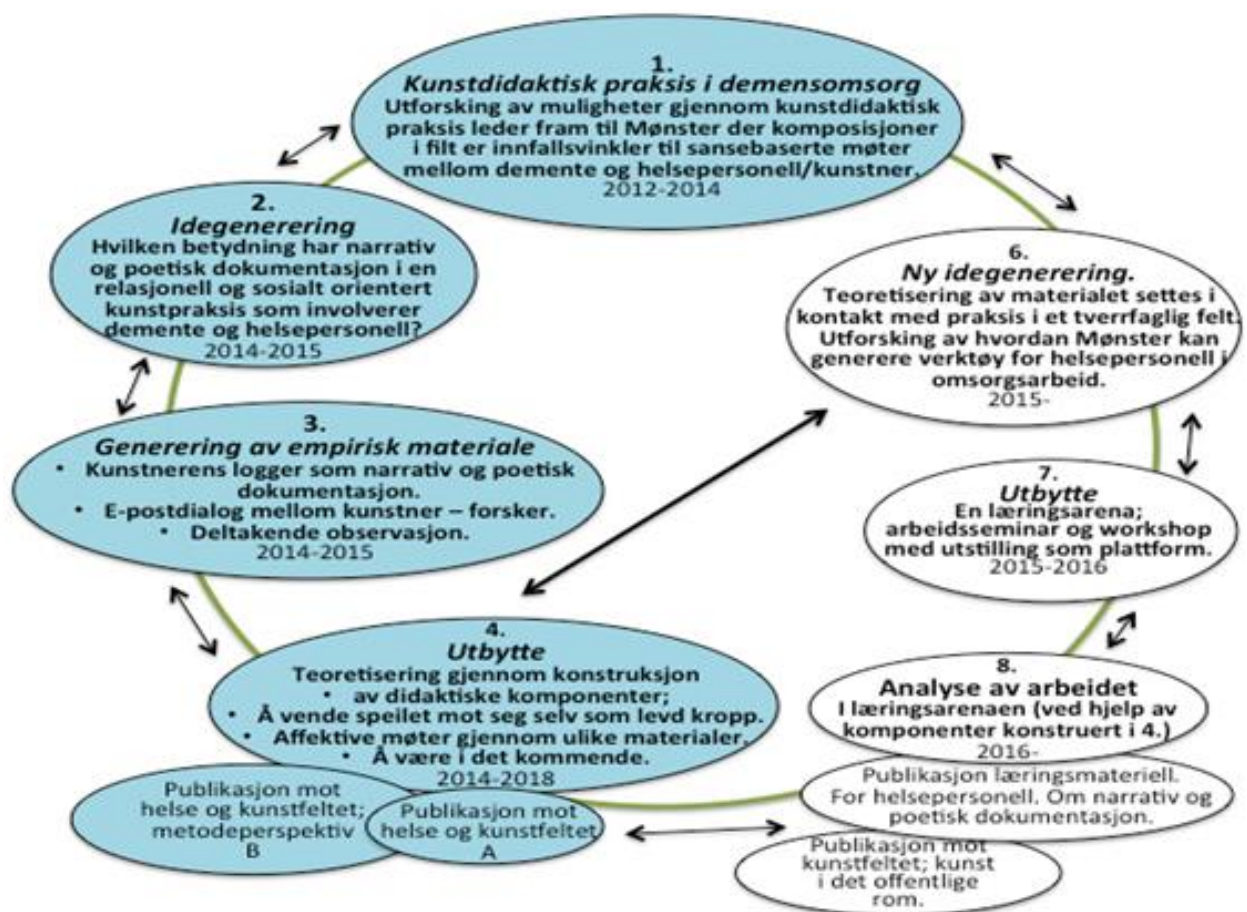 1.
Kunstdidaktisk praksis i demensomsorg
Utforsking av muligheter gjennom kunstdidaktisk
praksis leder fram til Mønster der komposisjoner
i filt er innfallsvinkler til sansebaserte møter
mellom demente og helsepersonell/kunstner.
2012-2014
2.
Idegenerering
Hvilken betydning har narrativ
og poetisk dokumentasjon i en
relasjonell og sosialt orientert
kunstpraksis som involverer
demente og helsepersonell?
2014-2015
3.
Generering av empirisk materiale
• Kunstnerens logger som narrativ og poetisk
dokumentasjon.
• E-postdialog mellom kunstner – forsker.
• Deltakende observasjon.
2014-2015
4.
Utbytte
Teoretisering gjennom konstruksjon
• av didaktiske komponenter;
• Å vende speilet mot seg selv som levd kropp.
• Affektive møter gjennom ulike materialer.
• Å være i det kommende.
2014-2018
Publikasjon mot
helse og kunstfeltet;
metodeperspektiv
B
Publikasjon mot
helse og kunstfeltet
A
6.
Ny idegenerering.
Teoretisering av materialet settes i
kontakt med praksis i et tverrfaglig felt.
Utforsking av hvordan Mønster kan
generere verktøy for helsepersonell i
omsorgsarbeid.
2015-
7.
Utbytte
En læringsarena;
arbeidsseminar og workshop
med utstilling som plattform.
2015-2016
8.
Analyse av arbeidet
I læringsarenaen (ved hjelp av
komponenter konstruert i 4.)
2016-
Publikasjon læringsmateriell.
For helsepersonell. Om narrativ og
poetisk dokumentasjon.
Publikasjon mot
kunstfeltet; kunst
i det offentlige
rom.